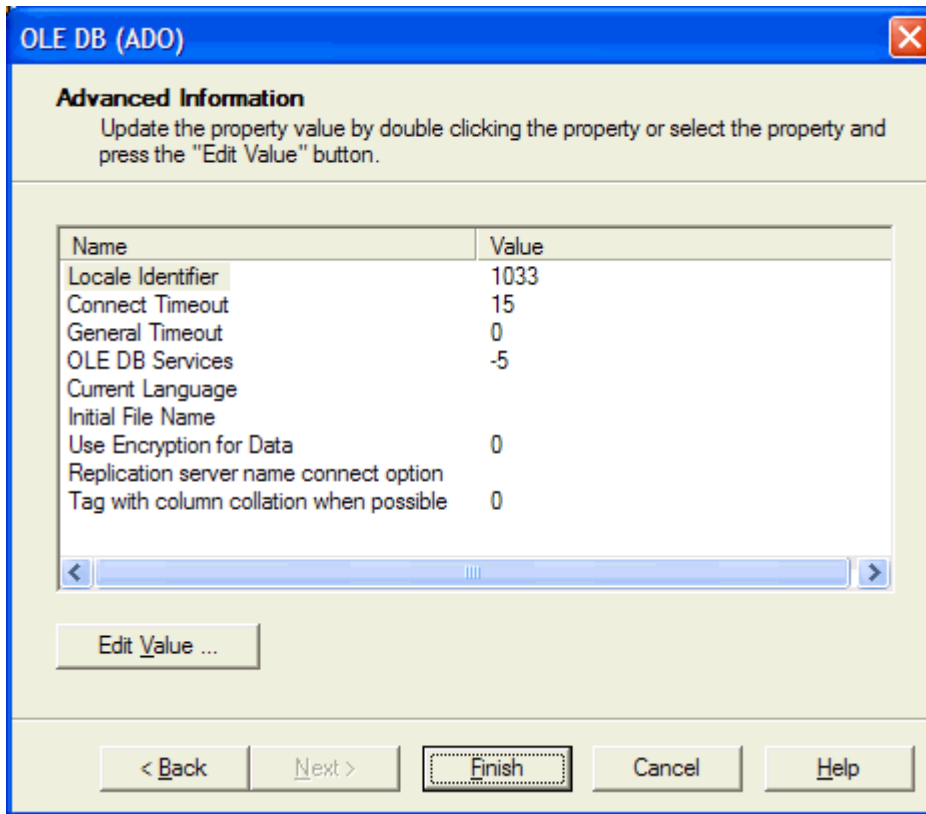 OLE DB (ADO)
Advanced Information
Update the property value by double clicking the property or select the property and
press the "Edit Value" button.
Name Value
Locale Identifier 1033
Connect Timeout 15
General Timeout 0
OLE DB Services -5
Current Language
Initial File Name
Use Encryption for Data 0
Replication server name connect option
Tag with column collation when possible 0
Edit Value ...
< Back Next > Finish Cancel Help